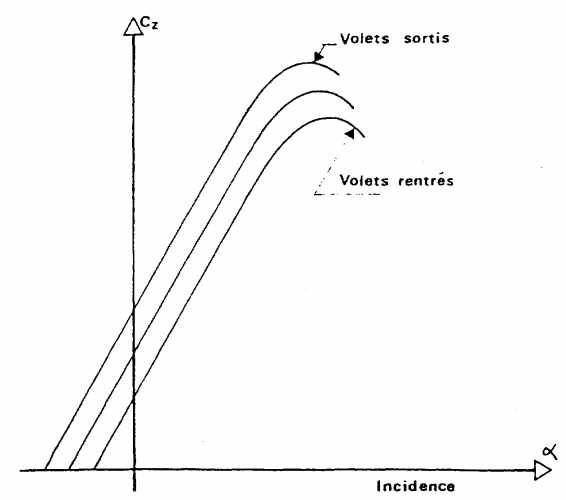 Cz
Volets sortis
Volets rentrés
α
Incidence